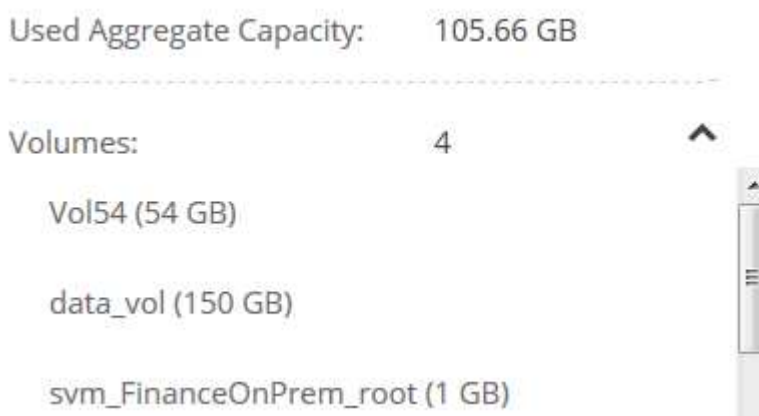 Used Aggregate Capacity: 105.66 GB
Volumes: 4
Vol54 (54 GB)
data_vol (150 GB)
svm_FinanceOnPrem_root (1 GB)